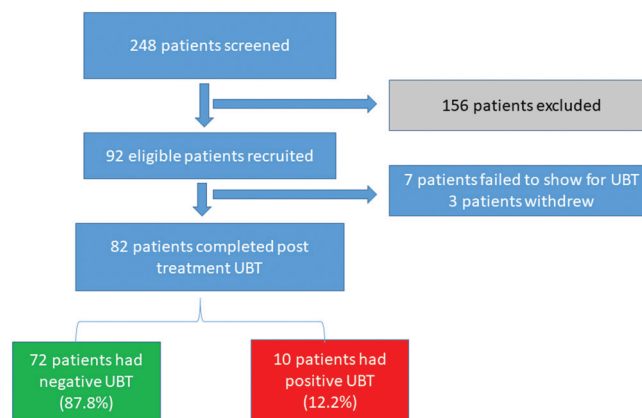 248 patients screened
156 patients excluded
92 eligible patients recruited
7 patients failed to show for UBT
3 patients withdrew
82 patients completed post
treatment UBT
72 patients had
negative UBT
(87.8%)
10 patients had
positive UBT
(12.2%)